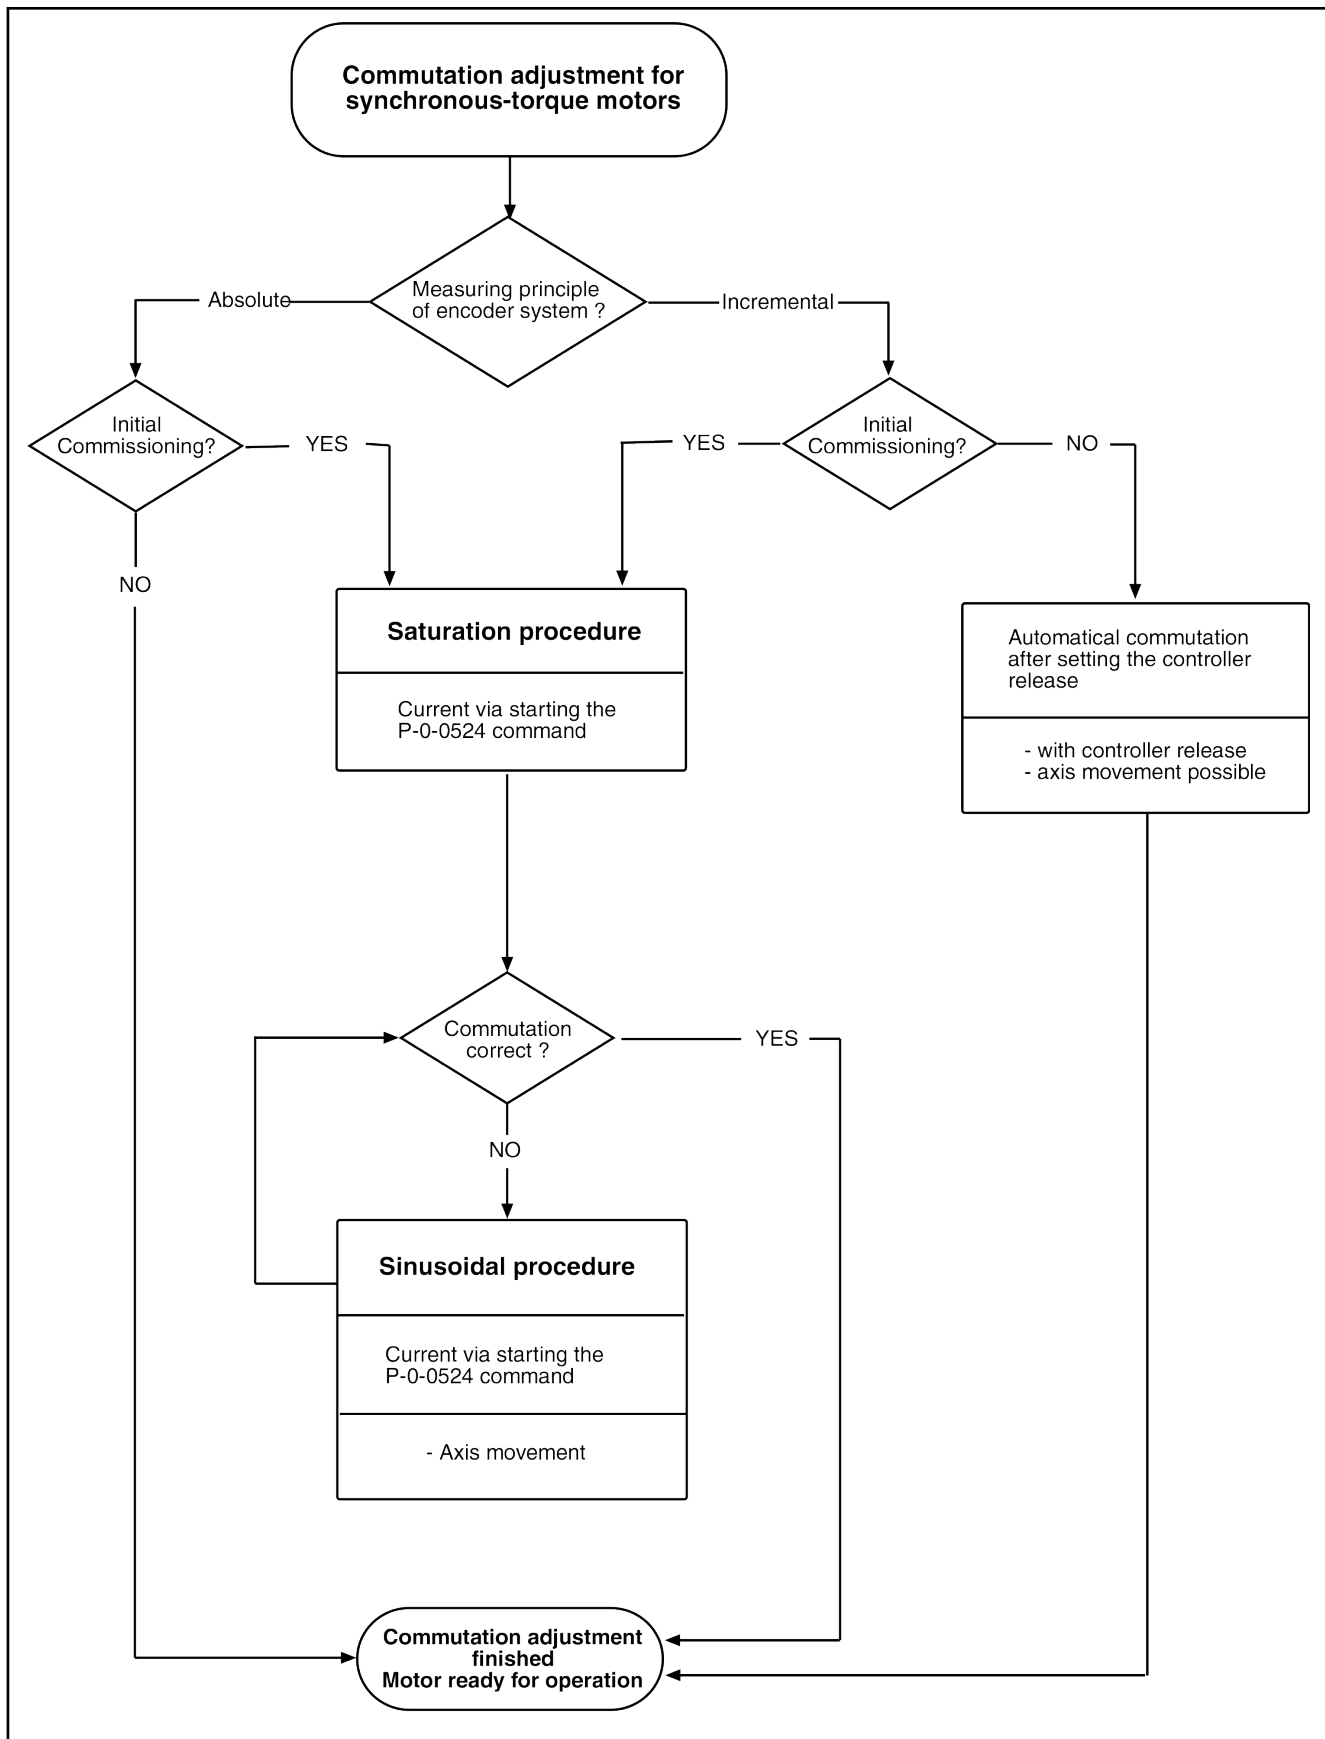 Commutation adjustment for
synchronous-torque motors
Measuring principle
of encoder system ?
Absolute
Incremental
Initial
Commissioning?
YES
NO
Initial
Commissioning?
YES
NO
Saturation procedure
Current via starting the
P-0-0524 command
Automatical commutation
after setting the controller
release
- with controller release
- axis movement possible
Commutation
correct ?
YES
NO
Sinusoidal procedure
Current via starting the
P-0-0524 command
- Axis movement
Commutation adjustment
finished
Motor ready for operation